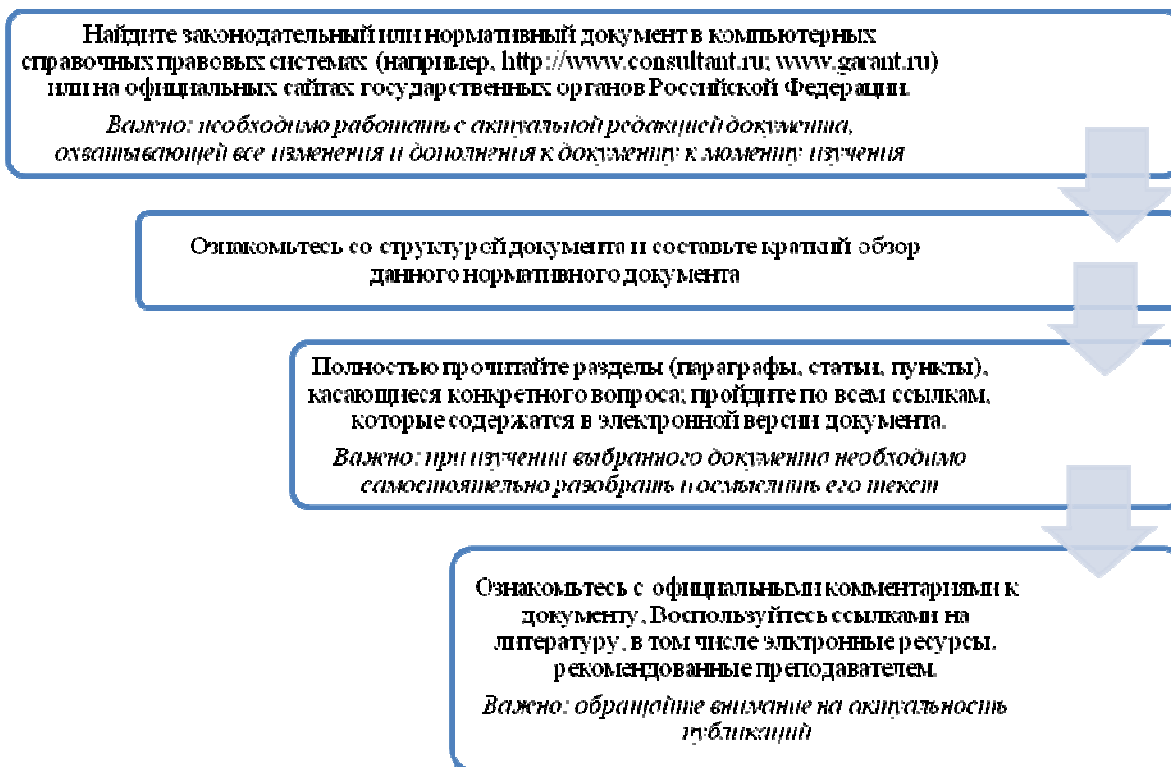 Найдите законодательный или нормативный документ в компьютерных
справочных правовых системах (например, http://www.consultant.ru; www.garant.ru)
или на официальных сайтах государственных органов Российской Федерации.
Важно: необходимо работать с актуальной редакцией документа,
охватывающей все изменения и дополнения к документу к моменту изучения
Ознакомьтесь со структурой документа и составьте краткий обзор
данного нормативного документа
Полностью прочитайте разделы (параграфы, статьи, пункты),
касающиеся конкретного вопроса; пройдите по всем ссылкам,
которые содержатся в электронной версии документа.
Важно: при изучении выбранного документа необходимо
самостоятельно разобрать и осмыслить его текст
Ознакомьтесь с официальными комментариями к
документу. Воспользуйтесь ссылками на
литературу, в том числе элктронные ресурсы,
рекомендованные преподавателем.
Важно: обращайте внимание на актуальность
публикаций